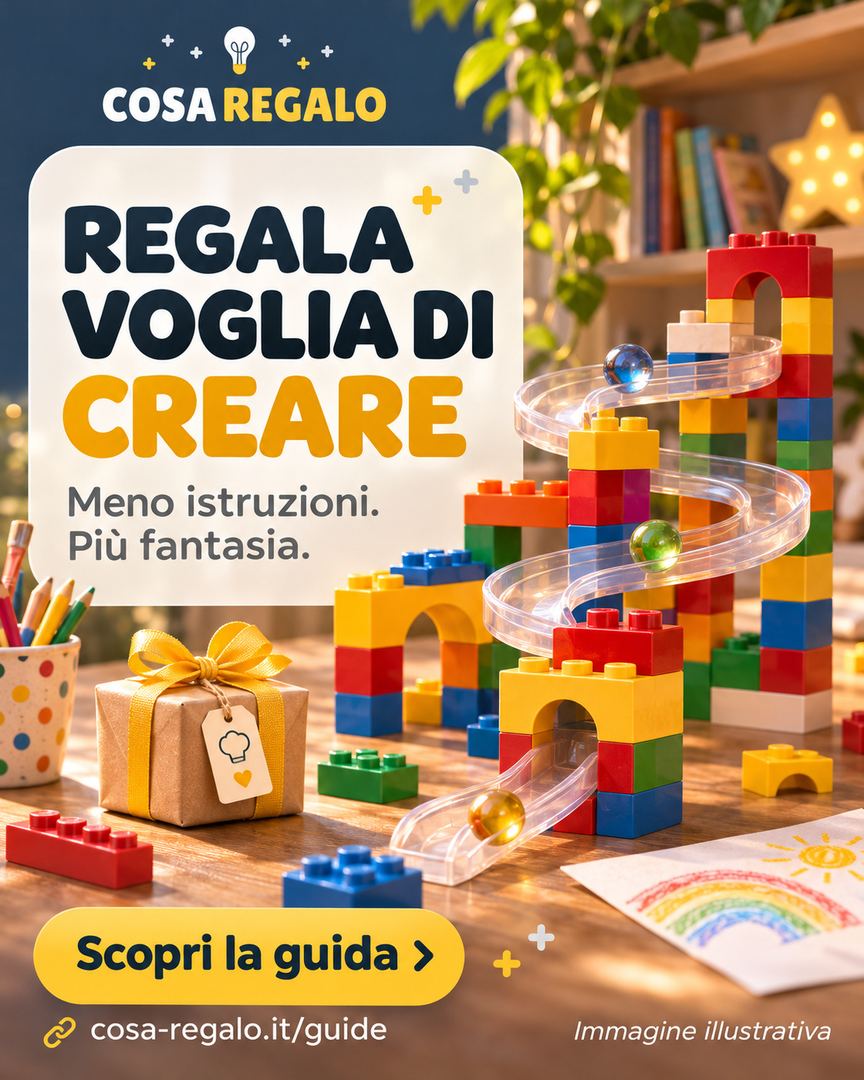 COSA REGALO
REGALA
VOGLIA DI
CREARE
Meno istruzioni.
Più fantasia.
Scopri la guida
cosa-regalo.it/guide
Immagine illustrativa